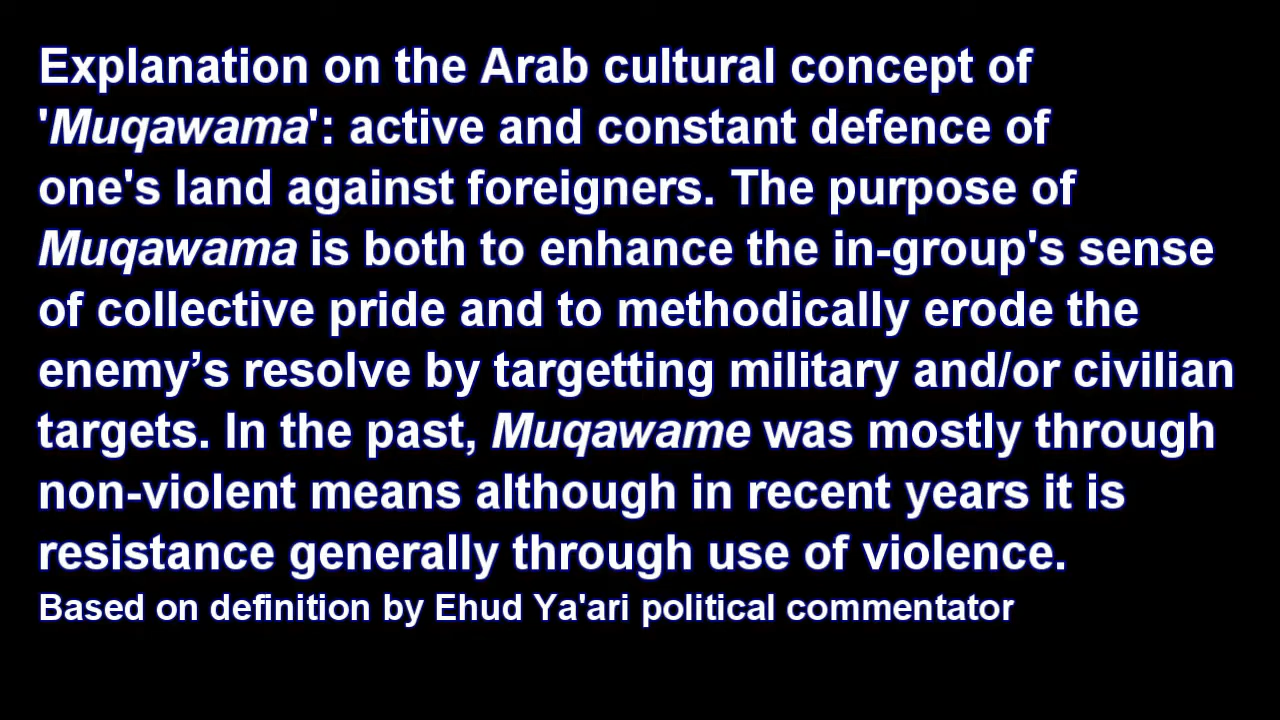 Explanation on the Arab cultural concept of
'Muqawama': active and constant defence of
one's land against foreigners. The purpose of
Muqawama is both to enhance the in-group's sense
of collective pride and to methodically erode the
enemy’s resolve by targetting military and/or civilian
targets. In the past, Muqawame was mostly through
non-violent means although in recent years it is
resistance generally through use of violence.
Based on definition by Ehud Ya'ari political commentator